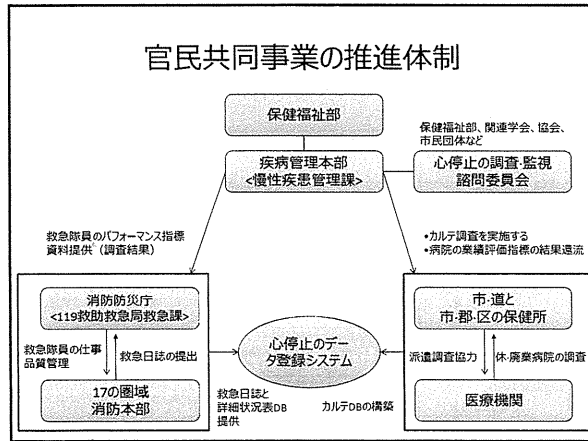 官民共同事業の推進体制
保健福祉部
保健福祉部、関連学会、協会、
市民団体など
疾病管理本部
<慢性疾患管理課>
心停止の調査・監視
諮問委員会
救急隊員のパフォーマンス指標
資料提供（調査結果）
•カルテ調査を実施する
•病院の業績評価指標の結果還流
消防防災庁
<119救助救急局救急課>
救急隊員の仕事
品質管理
救急日誌の提出
17の圏域
消防本部
心停止のデー
タ登録システム
救急日誌と
詳細状況表DB
提供
カルテDBの構築
市・道と
市・郡・区の保健所
派遣調査協力
休・廃業病院の調査
医療機関